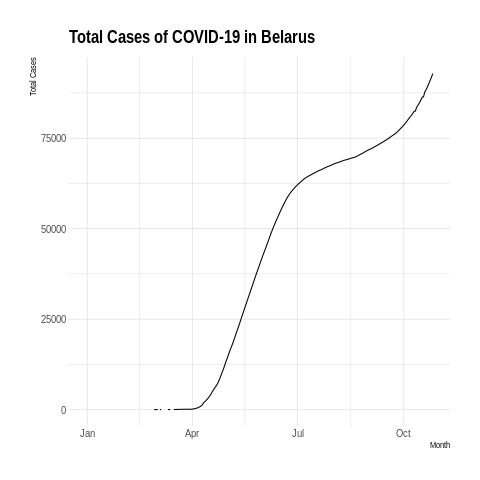 Total Cases of COVID-19 in Belarus
Total Cases
75000
50000
25000
0
Jan Apr Jul Oct
Month